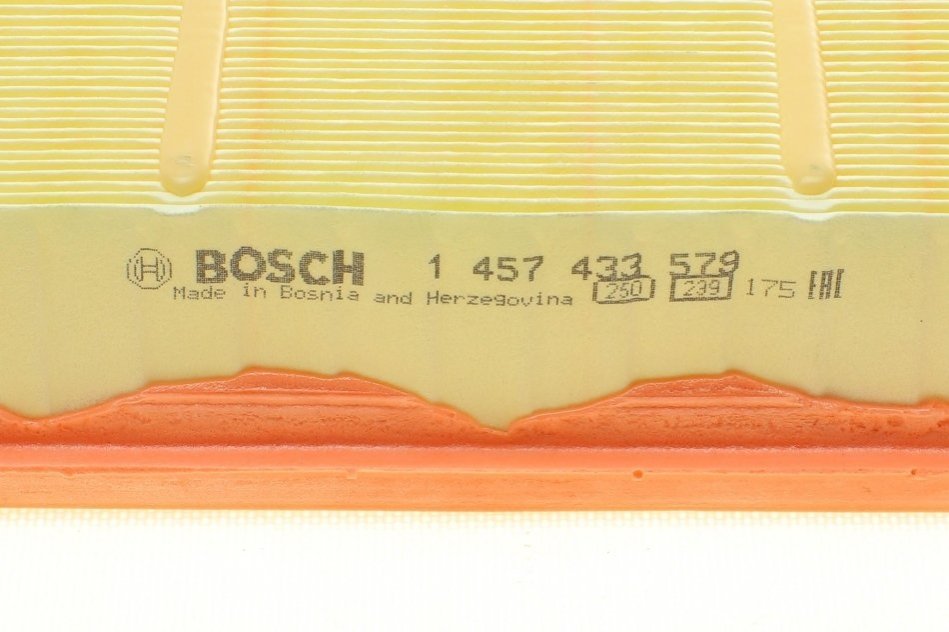 BOSCH 1 457 433 579
Made in Bosnia and Herzegovina 250 239 175 EAC